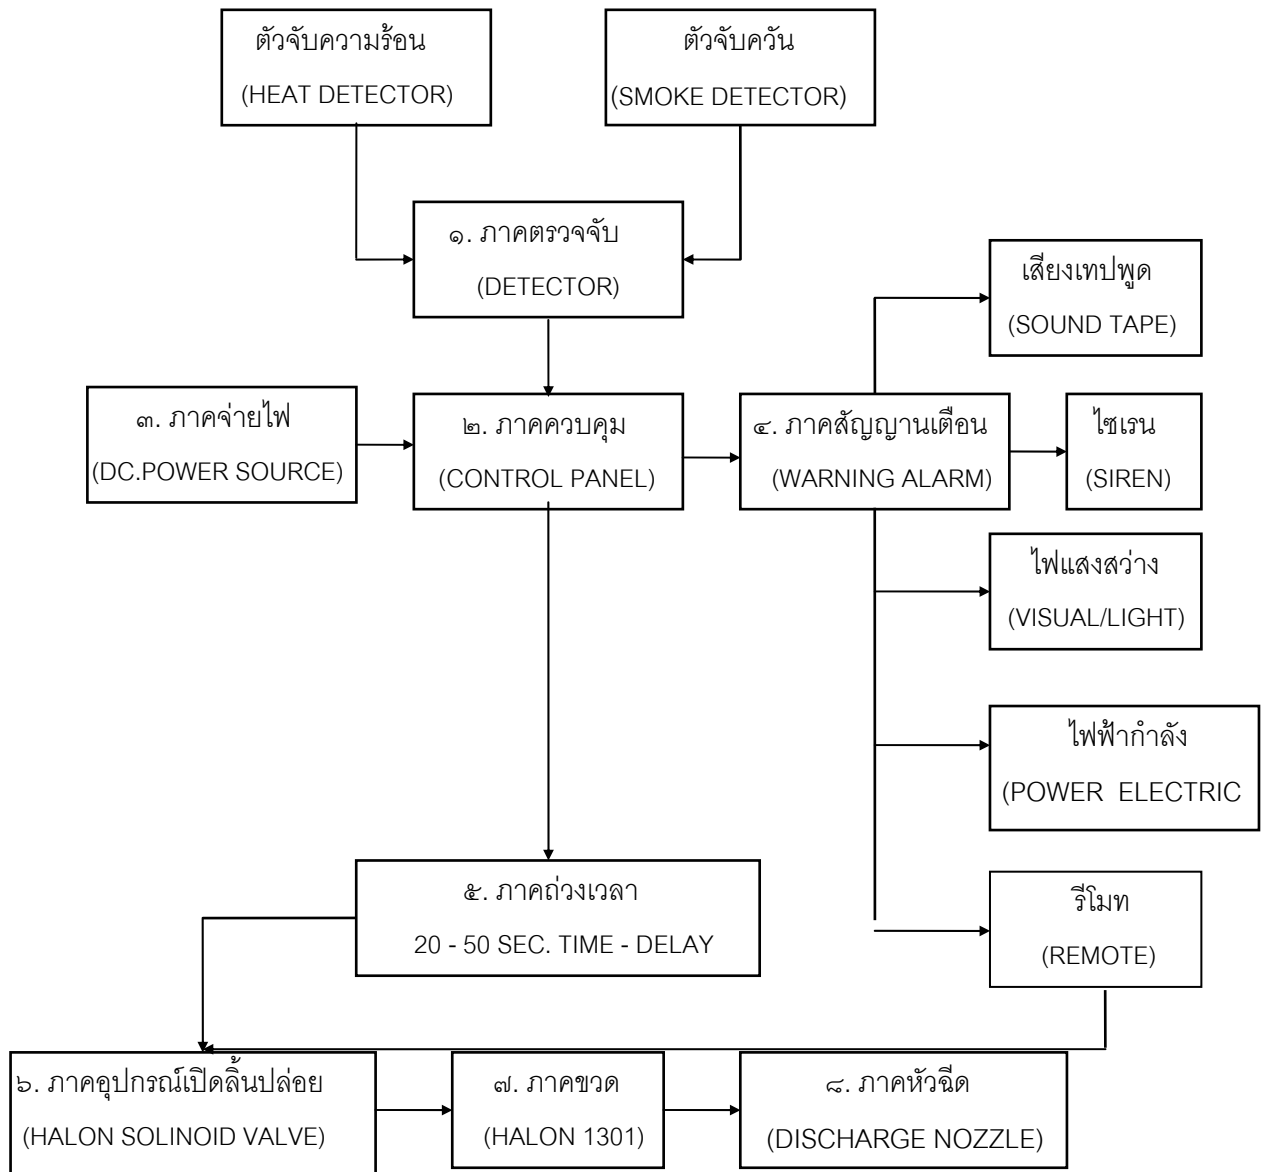 ตัวจับความร้อน
(HEAT DETECTOR)
ตัวจับควัน
(SMOKE DETECTOR)
๑. ภาคตรวจจับ
(DETECTOR)
เสียงเทปพูด
(SOUND TAPE)
๓. ภาคจ่ายไฟ
(DC.POWER SOURCE)
๒. ภาคควบคุม
(CONTROL PANEL)
๔. ภาคสัญญานเตือน
(WARNING ALARM)
ไซเรน
(SIREN)
ไฟแสงสว่าง
(VISUAL/LIGHT)
ไฟฟ้ากำลัง
(POWER ELECTRIC
๕. ภาคถ่วงเวลา
20 - 50 SEC. TIME - DELAY
รีโมท
(REMOTE)
๖. ภาคอุปกรณ์เปิดลิ้นปล่อย
(HALON SOLINOID VALVE)
๗. ภาคขวด
(HALON 1301)
๘. ภาคหัวฉีด
(DISCHARGE NOZZLE)